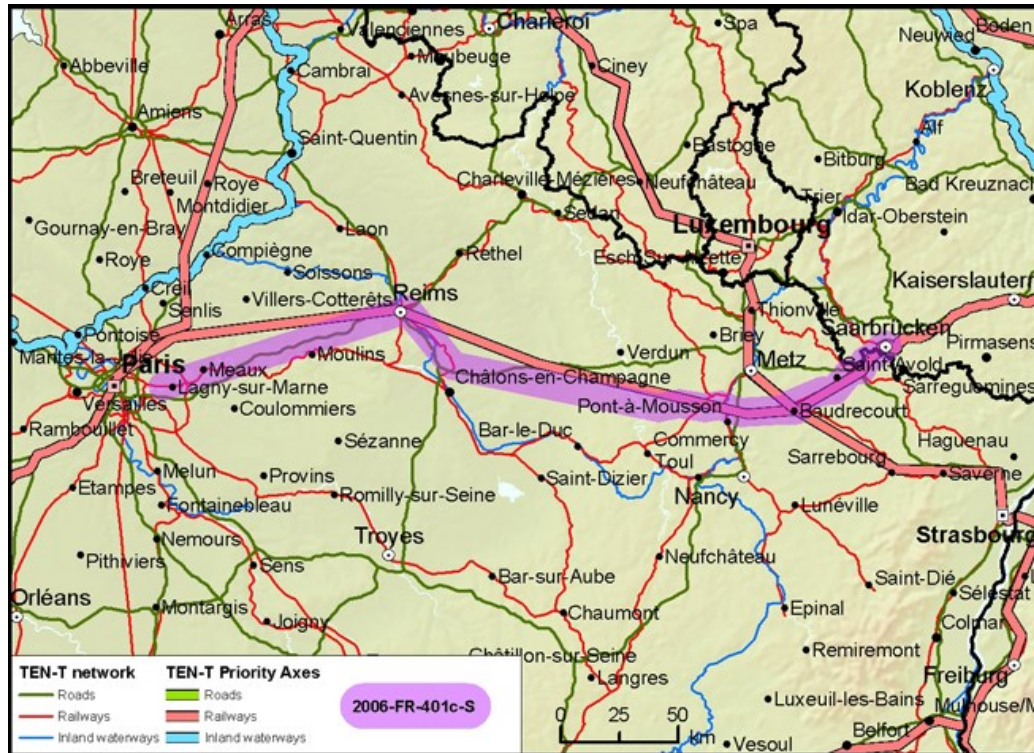 Arras
Valenciennes
Charleroi
Spa
Boden
Neuwied
Abbeville
Cambrai
Maubeuge
Ciney
Koblenz
Avesnes-sur-Helpe
Amiens
Saint-Quentin
Bastogne
Alf
Bitburg
Breteuil
Roye
Charleville-Mézières
Neufchâteau
Bad Kreuznach
Montdidier
Trier
Gournay-en-Bray
Sedan
Luxembourg
Idar-Oberstein
Laon
Roye
Compiègne
Rethel
Esch-Sur-Alzette
Soissons
Kaiserslautern
Creil
Villers-Cotterêts
Reims
Senlis
Thionville
Pontoise
Briey
Saarbrücken
Mantes-la-Jolie
Moulins
Verdun
Metz
Pirmasens
Paris
Meaux
Saint-Avold
Lagny-sur-Marne
Châlons-en-Champagne
Sarreguemines
Versailles
Coulommiers
Pont-à-Mousson
Baudrecourt
Rambouillet
Sézanne
Bar-le-Duc
Commercy
Haguenau
Toul
Sarrebourg
Melun
Provins
Saint-Dizier
Saverne
Etampes
Romilly-sur-Seine
Nancy
Fontainebleau
Lunéville
Nemours
Troyes
Strasbourg
Pithiviers
Sens
Neufchâteau
Bar-sur-Aube
Saint-Dié
Orléans
Sélestat
Montargis
Chaumont
Epinal
Joigny
Colmar
Châtillon-sur-Seine
Remiremont
Langres
Freiburg
Luxeuil-les-Bains
Mulhouse/M
Belfort
Vesoul
0 25 50
km
TEN-T network
Roads
Railways
Inland waterways
TEN-T Priority Axes
Roads
Railways
Inland waterways
2006-FR-401c-S